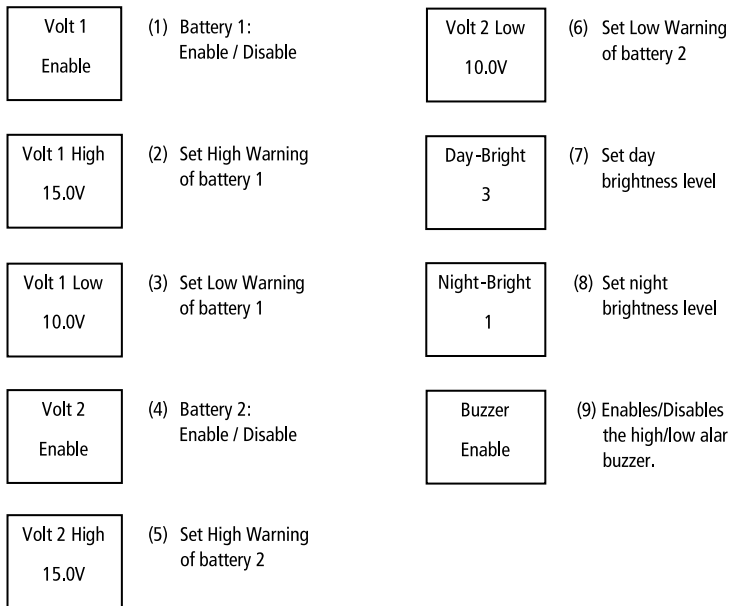 Volt 1
Enable
(1) Battery 1:
Enable / Disable
Volt 1 High
15.0V
(2) Set High Warning
of battery 1
Volt 1 Low
10.0V
(3) Set Low Warning
of battery 1
Volt 2
Enable
(4) Battery 2:
Enable / Disable
Volt 2 High
15.0V
(5) Set High Warning
of battery 2
Volt 2 Low
10.0V
(6) Set Low Warning
of battery 2
Day-Bright
3
(7) Set day
brightness level
Night-Bright
1
(8) Set night
brightness level
Buzzer
Enable
(9) Enables/Disables
the high/low alar
buzzer.